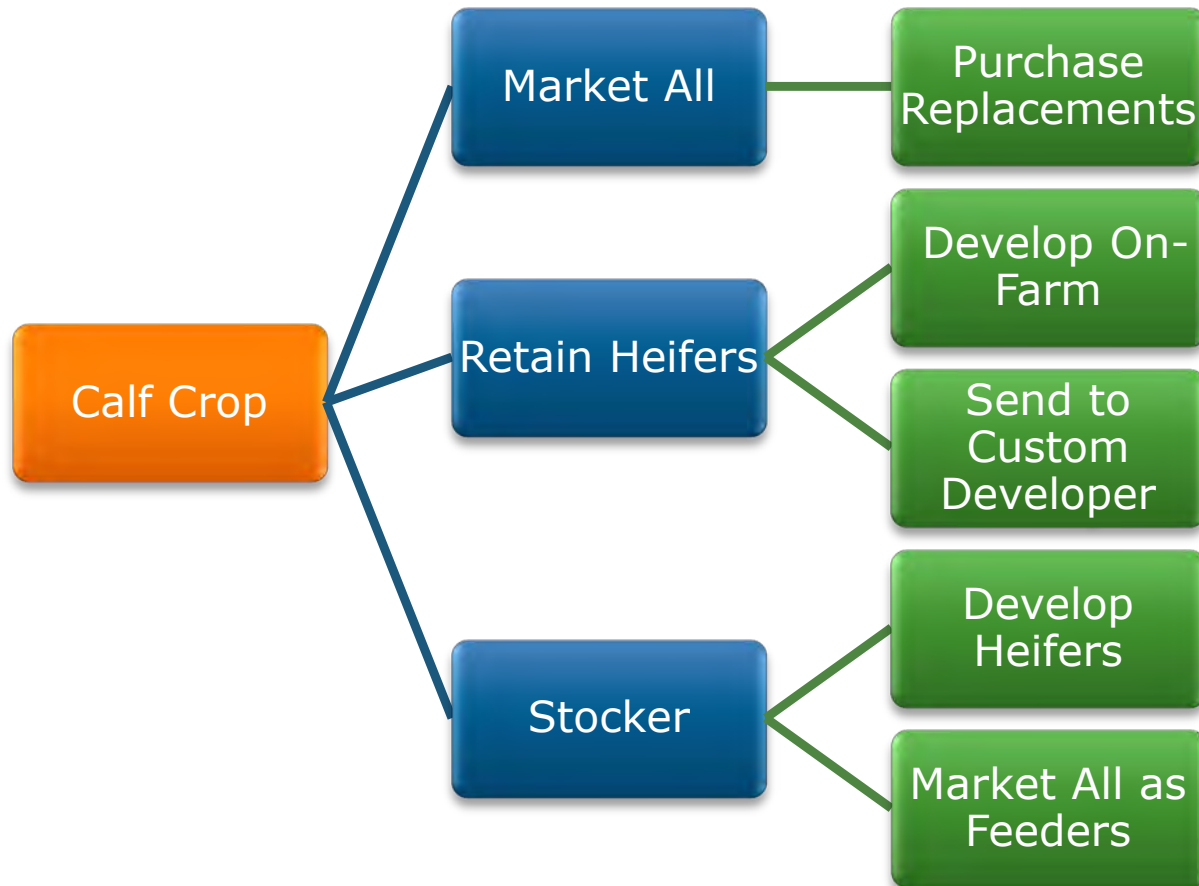 Market All
Purchase
Replacements
Develop On-
Farm
Retain Heifers
Calf Crop
Send to
Custom
Developer
Develop
Heifers
Stocker
Market All as
Feeders